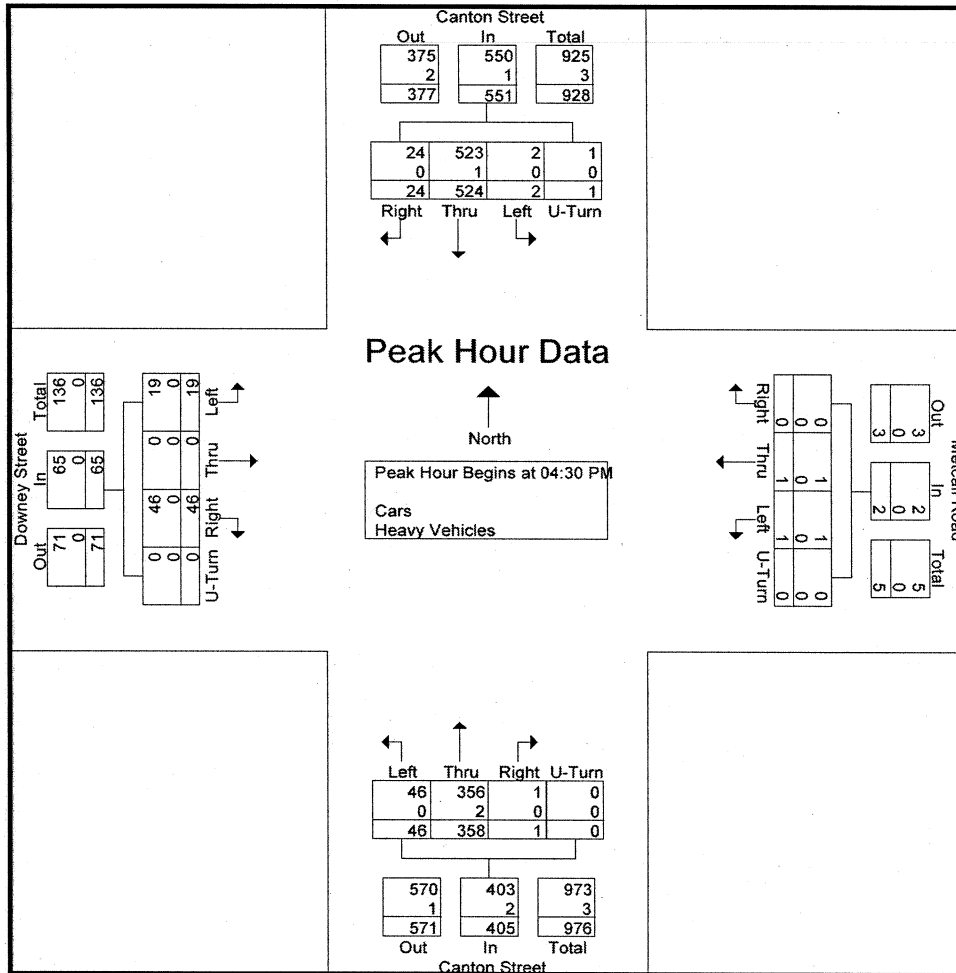 Canton Street
Out In Total
375 550 925
2 1 3
377 551 928
24 523 2 1
0 1 0 0
24 524 2 1
Right Thru Left U-Turn
Peak Hour Data
North
Peak Hour Begins at 04:30 PM
Cars
Heavy Vehicles
Downey Street
Out In Total
71 65 136
0 0 0
71 65 136
U-Turn Right Thru Left
0 46 0 19
0 0 0 0
0 46 0 19
Metcalf Road
Out In Total
3 2 5
0 0 0
3 2 5
0 1 1 0
0 0 0 0
0 1 1 0
Right Thru Left U-Turn
Left Thru Right U-Turn
46 356 1 0
0 2 0 0
46 358 1 0
570 403 973
1 2 3
571 405 976
Out In Total
Canton Street